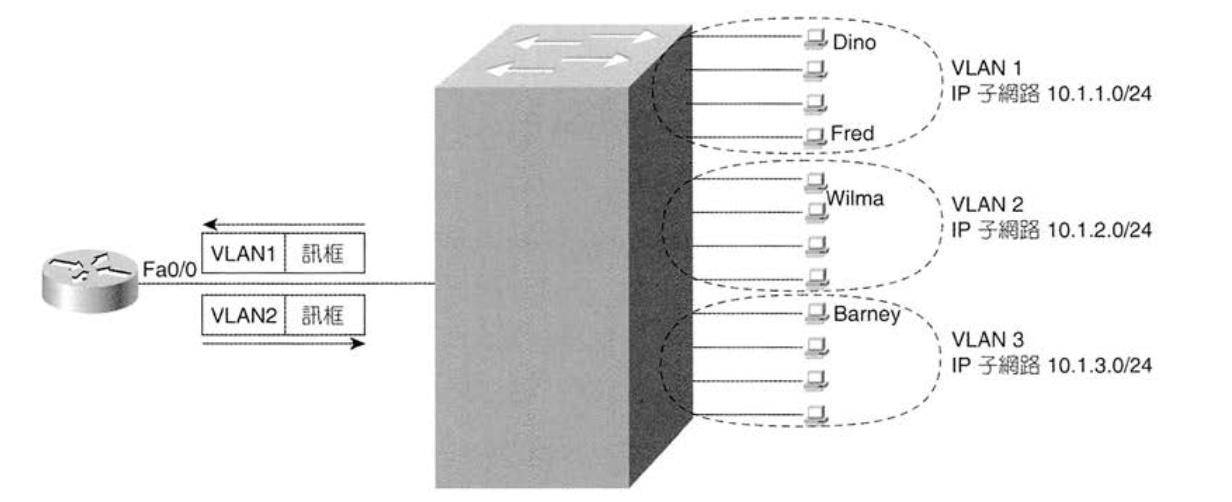 Dino
VLAN 1
IP 子網路 10.1.1.0/24
Fred
Wilma
VLAN 2
IP 子網路 10.1.2.0/24
Fa0/0
VLAN1 訊框
VLAN2 訊框
Barney
VLAN 3
IP 子網路 10.1.3.0/24